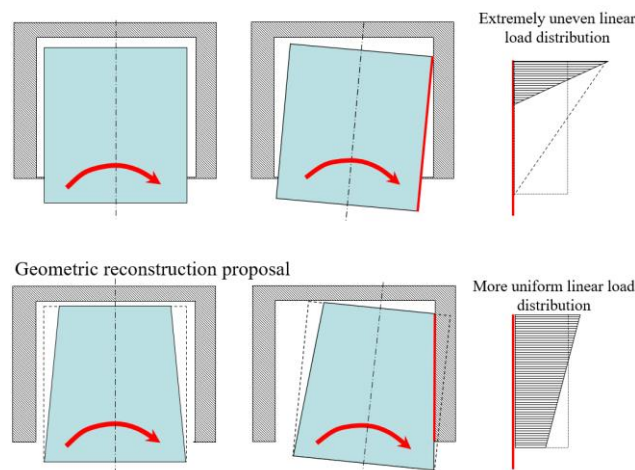 Extremely uneven linear
load distribution
Geometric reconstruction proposal
More uniform linear load
distribution